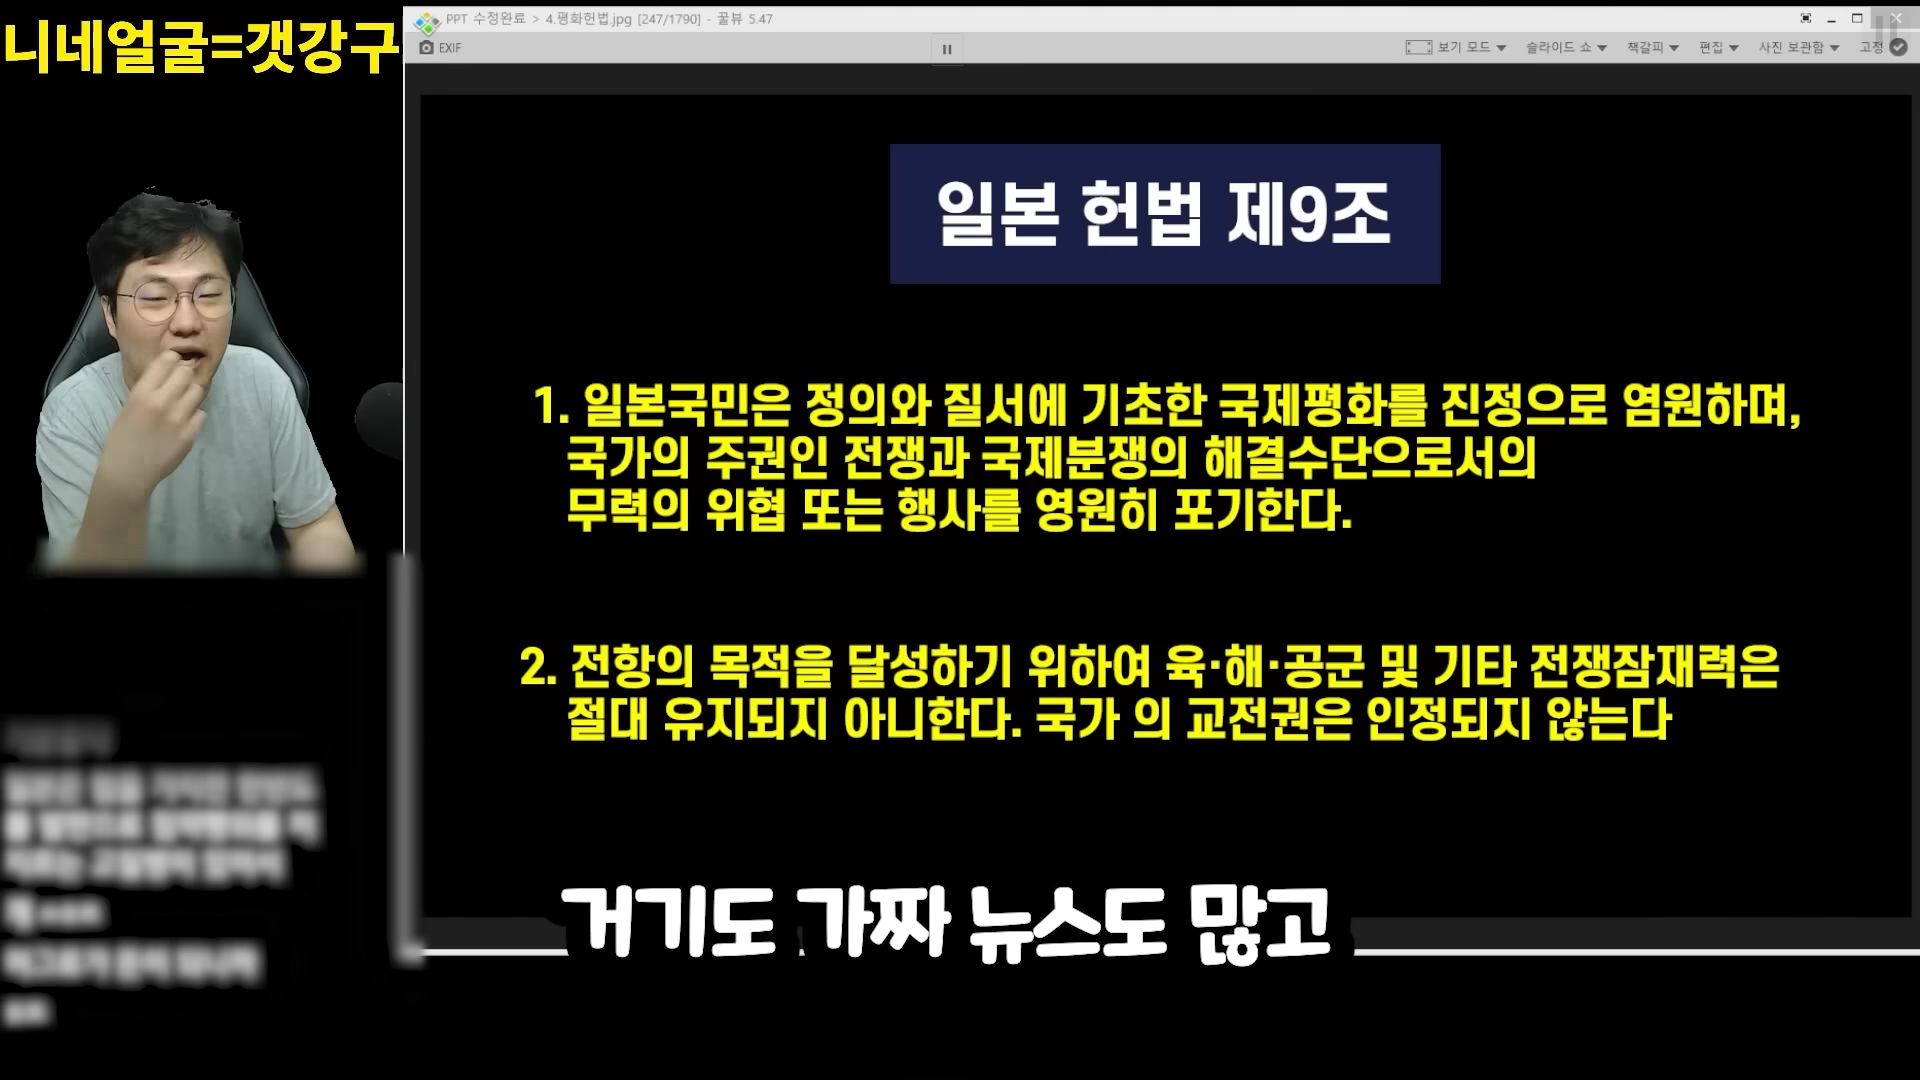 니네얼굴=갯강구
PPT 수정완료 > 4.평화헌법.jpg [247/1790] - 꿀뷰 5.47
EXIF
보기 모드 슬라이드 쇼 책갈피 편집 사진 보관함 고정
일본 헌법 제9조
1. 일본국민은 정의와 질서에 기초한 국제평화를 진정으로 염원하며,
국가의 주권인 전쟁과 국제분쟁의 해결수단으로서의
무력의 위협 또는 행사를 영원히 포기한다.
2. 전항의 목적을 달성하기 위하여 육·해·공군 및 기타 전쟁잠재력은
절대 유지되지 아니한다. 국가 의 교전권은 인정되지 않는다
거기도 가짜 뉴스도 많고